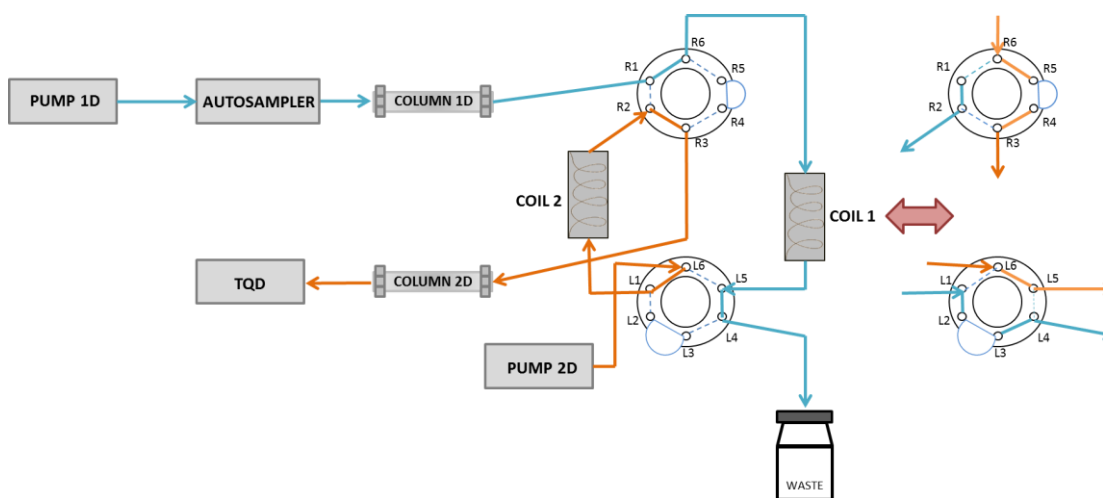 R6
R6
R1
R5
R1
R5
PUMP 1D
AUTOSAMPLER
COLUMN 1D
R2
R4
R2
R4
R3
R3
COIL 2
COIL 1
TQD
COLUMN 2D
L6
L6
L1
L5
L1
L5
L2
L4
L2
L4
L3
L3
PUMP 2D
WASTE